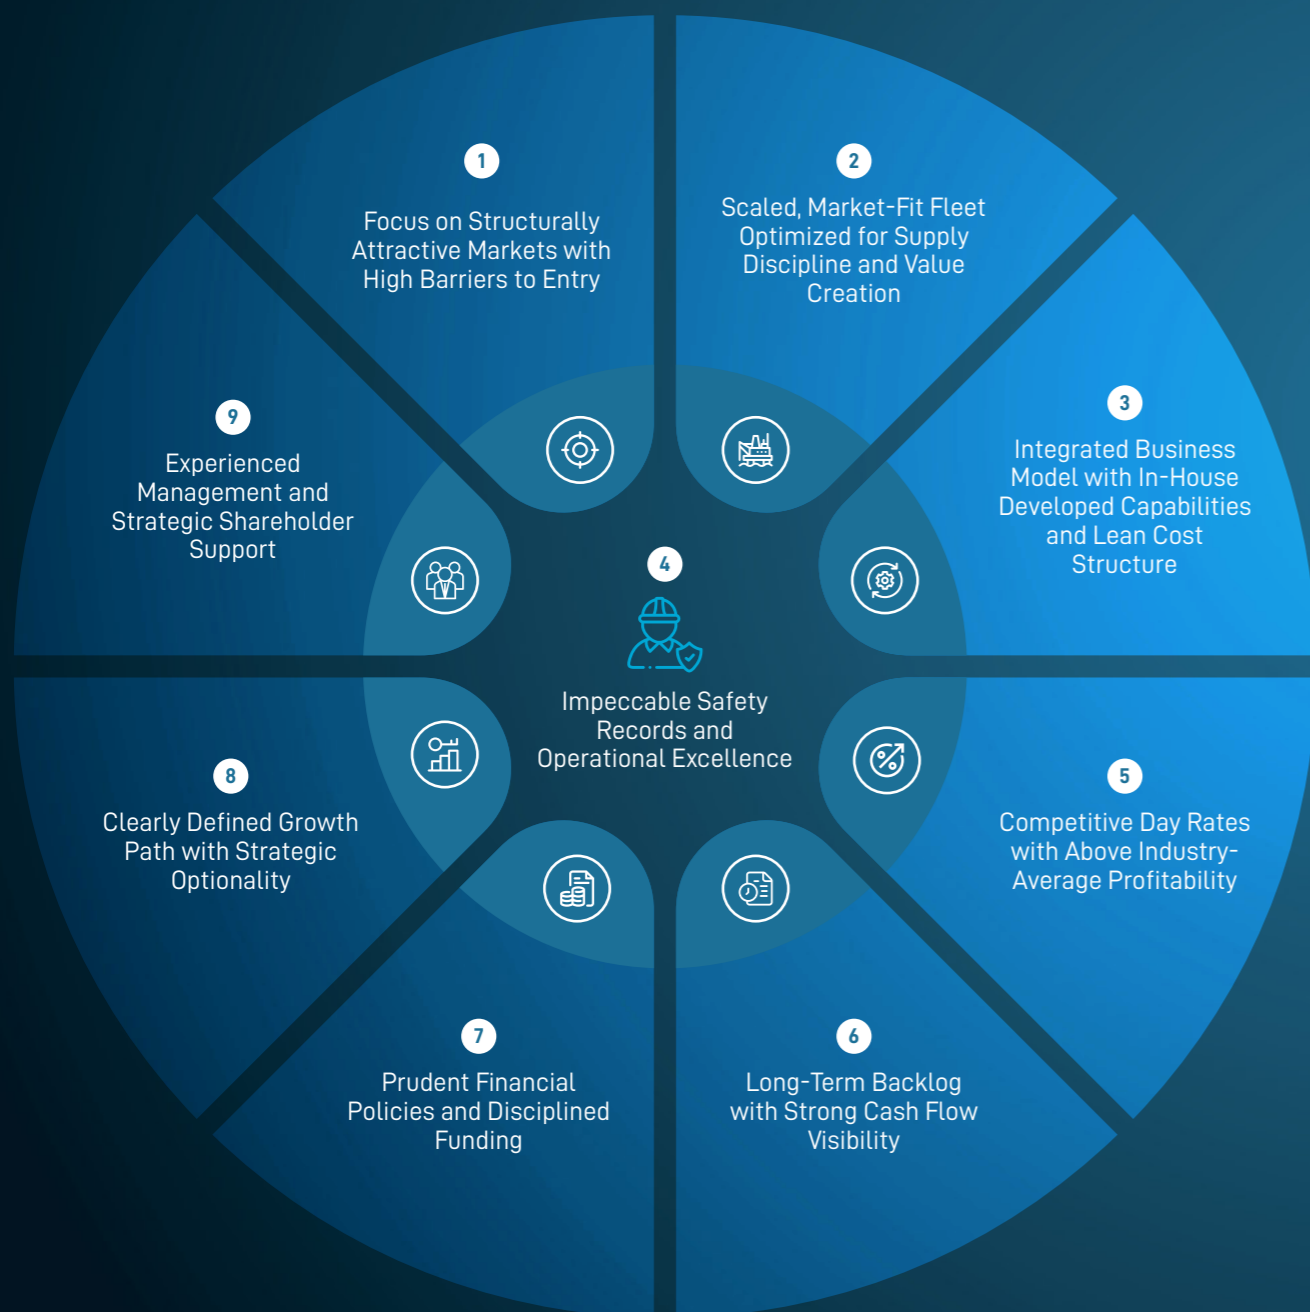 1
Focus on Structurally
Attractive Markets with
High Barriers to Entry
2
Scaled, Market-Fit Fleet
Optimized for Supply
Discipline and Value
Creation
3
Integrated Business
Model with In-House
Developed Capabilities
and Lean Cost
Structure
4
Impeccable Safety
Records and
Operational Excellence
5
Competitive Day Rates
with Above Industry-
Average Profitability
6
Long-Term Backlog
with Strong Cash Flow
Visibility
7
Prudent Financial
Policies and Disciplined
Funding
8
Clearly Defined Growth
Path with Strategic
Optionality
9
Experienced
Management and
Strategic Shareholder
Support